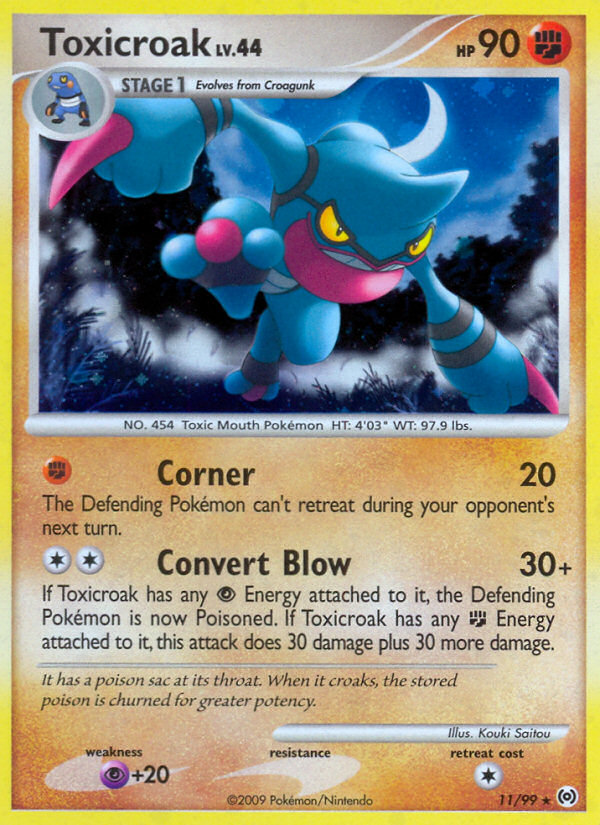 Toxicroak LV.44 HP 90
STAGE 1 Evolves from Croagunk
NO. 454 Toxic Mouth Pokémon HT: 4'03" WT: 97.9 lbs.
Corner 20
The Defending Pokémon can't retreat during your opponent's
next turn.
Convert Blow 30+
If Toxicroak has any Energy attached to it, the Defending
Pokémon is now Poisoned. If Toxicroak has any Energy
attached to it, this attack does 30 damage plus 30 more damage.
It has a poison sac at its throat. When it croaks, the stored
poison is churned for greater potency.
Illus. Kouki Saitou
weakness resistance retreat cost
+20
©2009 Pokémon/Nintendo 11/99 ★